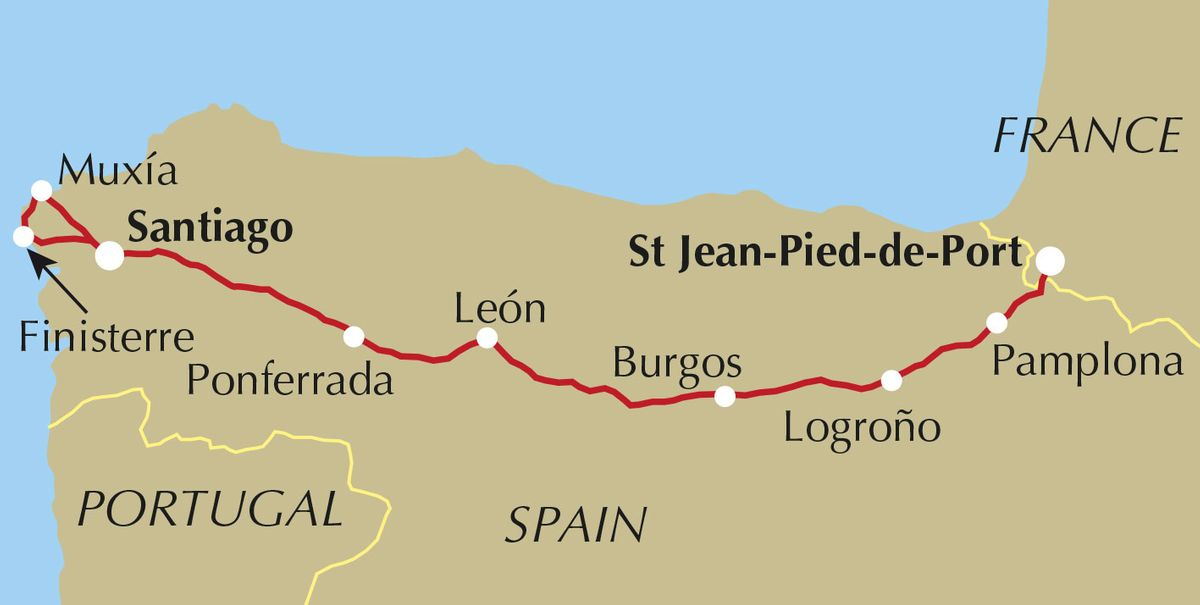 FRANCE
Muxía
Santiago
St Jean-Pied-de-Port
León
Finisterre
Ponferrada
Burgos
Pamplona
Logroño
PORTUGAL
SPAIN